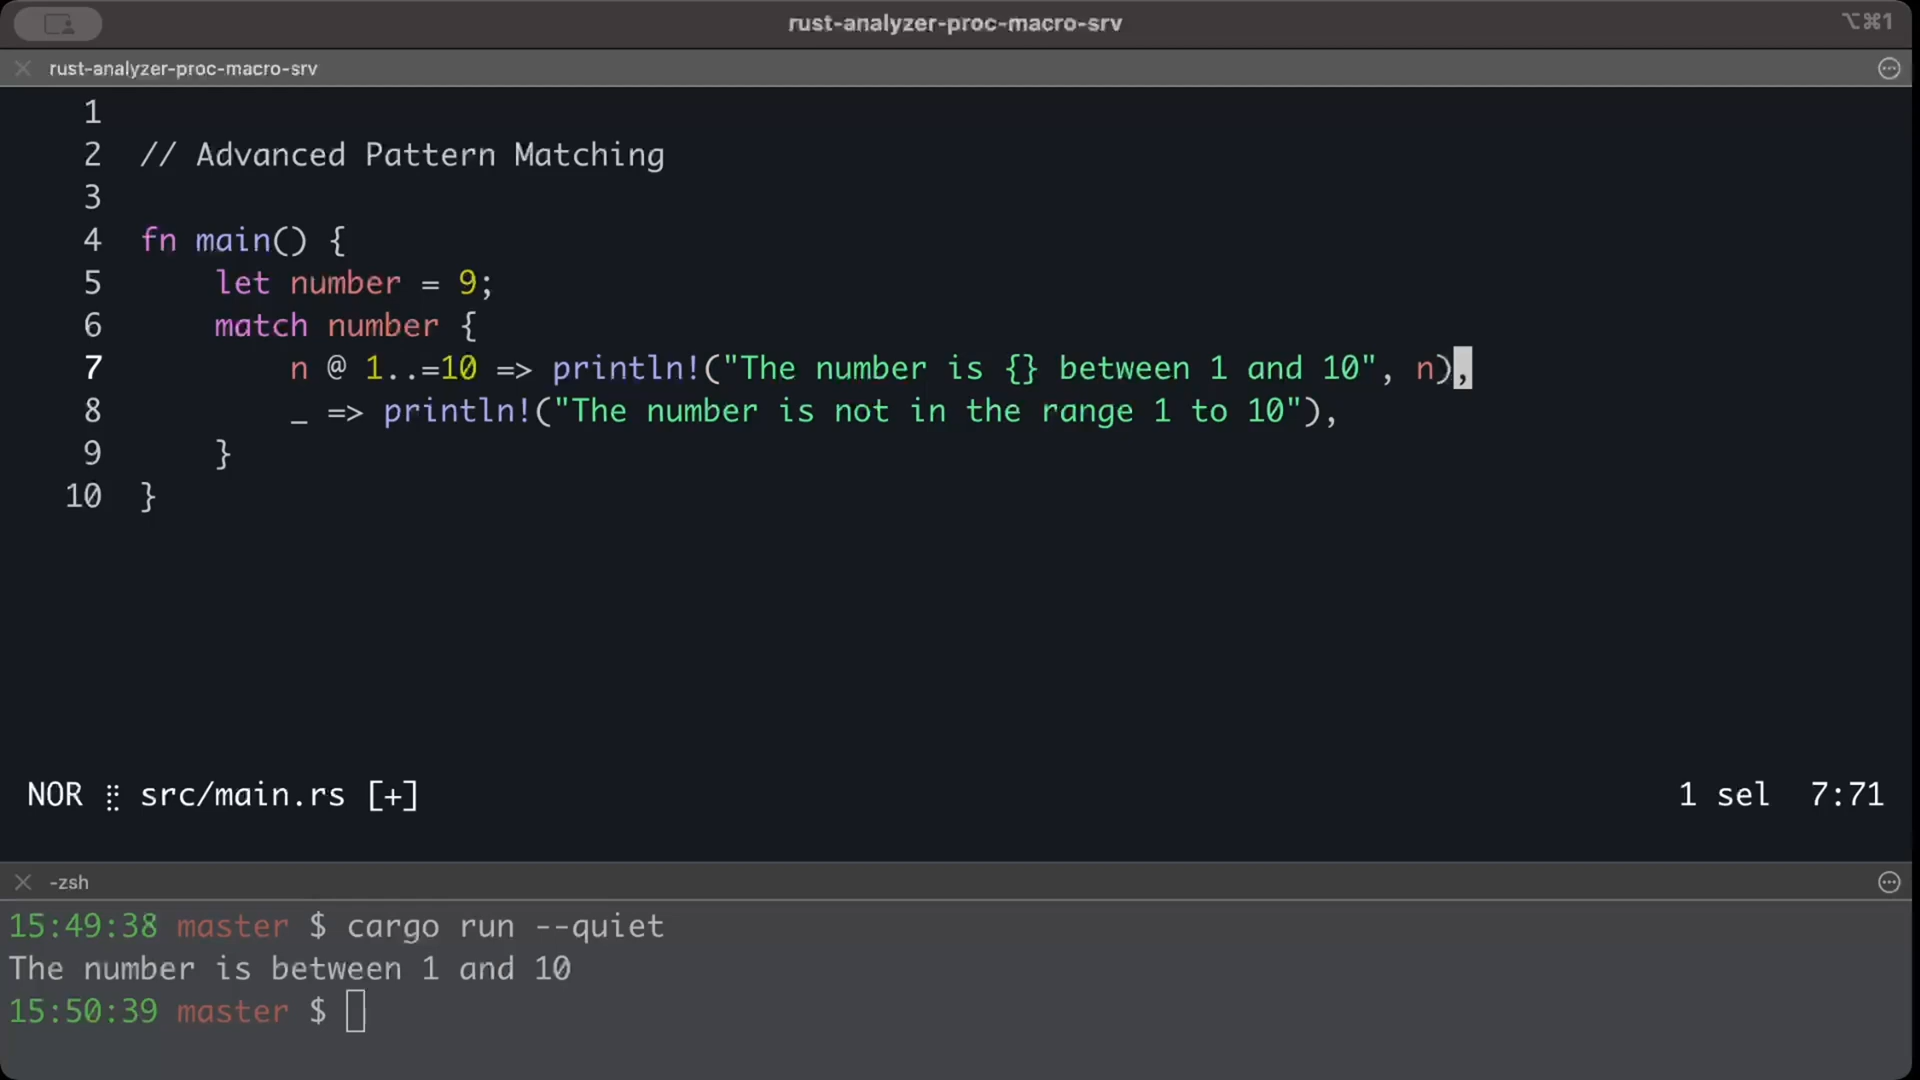 rust-analyzer-proc-macro-srv
⌥⌘1
rust-analyzer-proc-macro-srv
1
2 // Advanced Pattern Matching
3
4 fn main() {
5     let number = 9;
6     match number {
7         n @ 1..=10 => println!("The number is {} between 1 and 10", n),
8         _ => println!("The number is not in the range 1 to 10"),
9     }
10 }
NOR ⣿ src/main.rs [+] 1 sel 7:71
-zsh
15:49:38 master $ cargo run --quiet
The number is between 1 and 10
15:50:39 master $